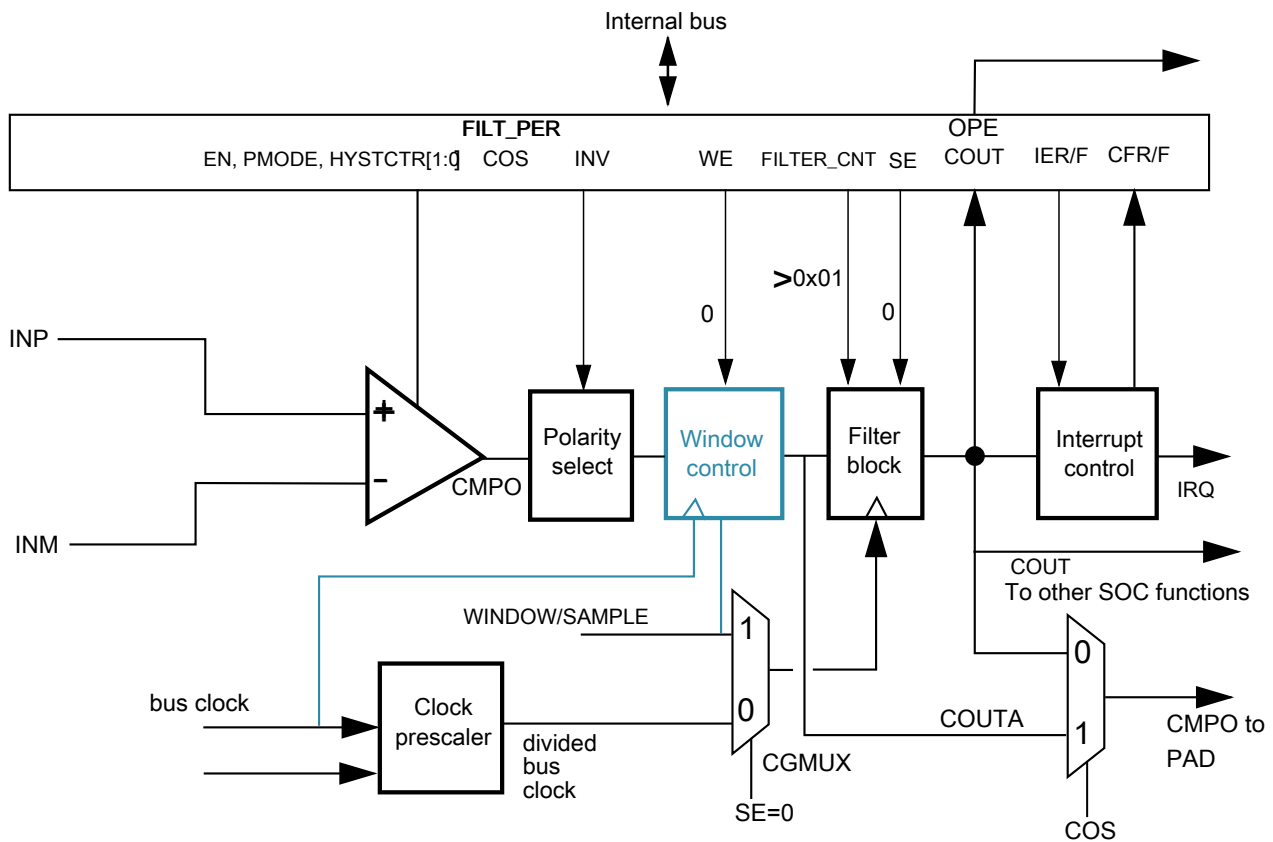 Internal bus
FILT_PER
OPE
EN, PMODE, HYSTCTR[1:0]
COS
INV
WE
FILTER_CNT
SE
COUT
IER/F
CFR/F
>0x01
0
0
INP
+
-
INM
CMPO
Polarity
select
Window
control
Filter
block
Interrupt
control
IRQ
COUT
To other SOC functions
WINDOW/SAMPLE
1
0
bus clock
Clock
prescaler
divided
bus
clock
CGMUX
SE=0
COUTA
0
1
CMPO to
PAD
COS